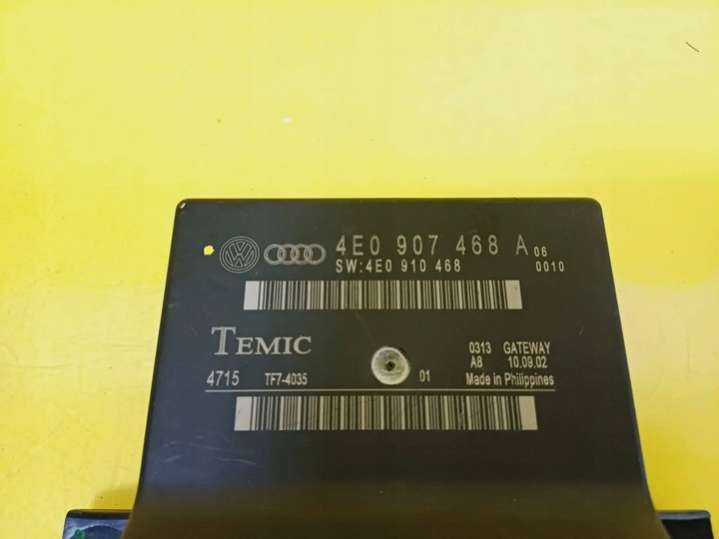 4E0 907 468 A 06
SW:4E0 910 468 0010
TEMIC
0313 GATEWAY
A8 10.09.02
4715 TF7-4035 01 Made in Philippines